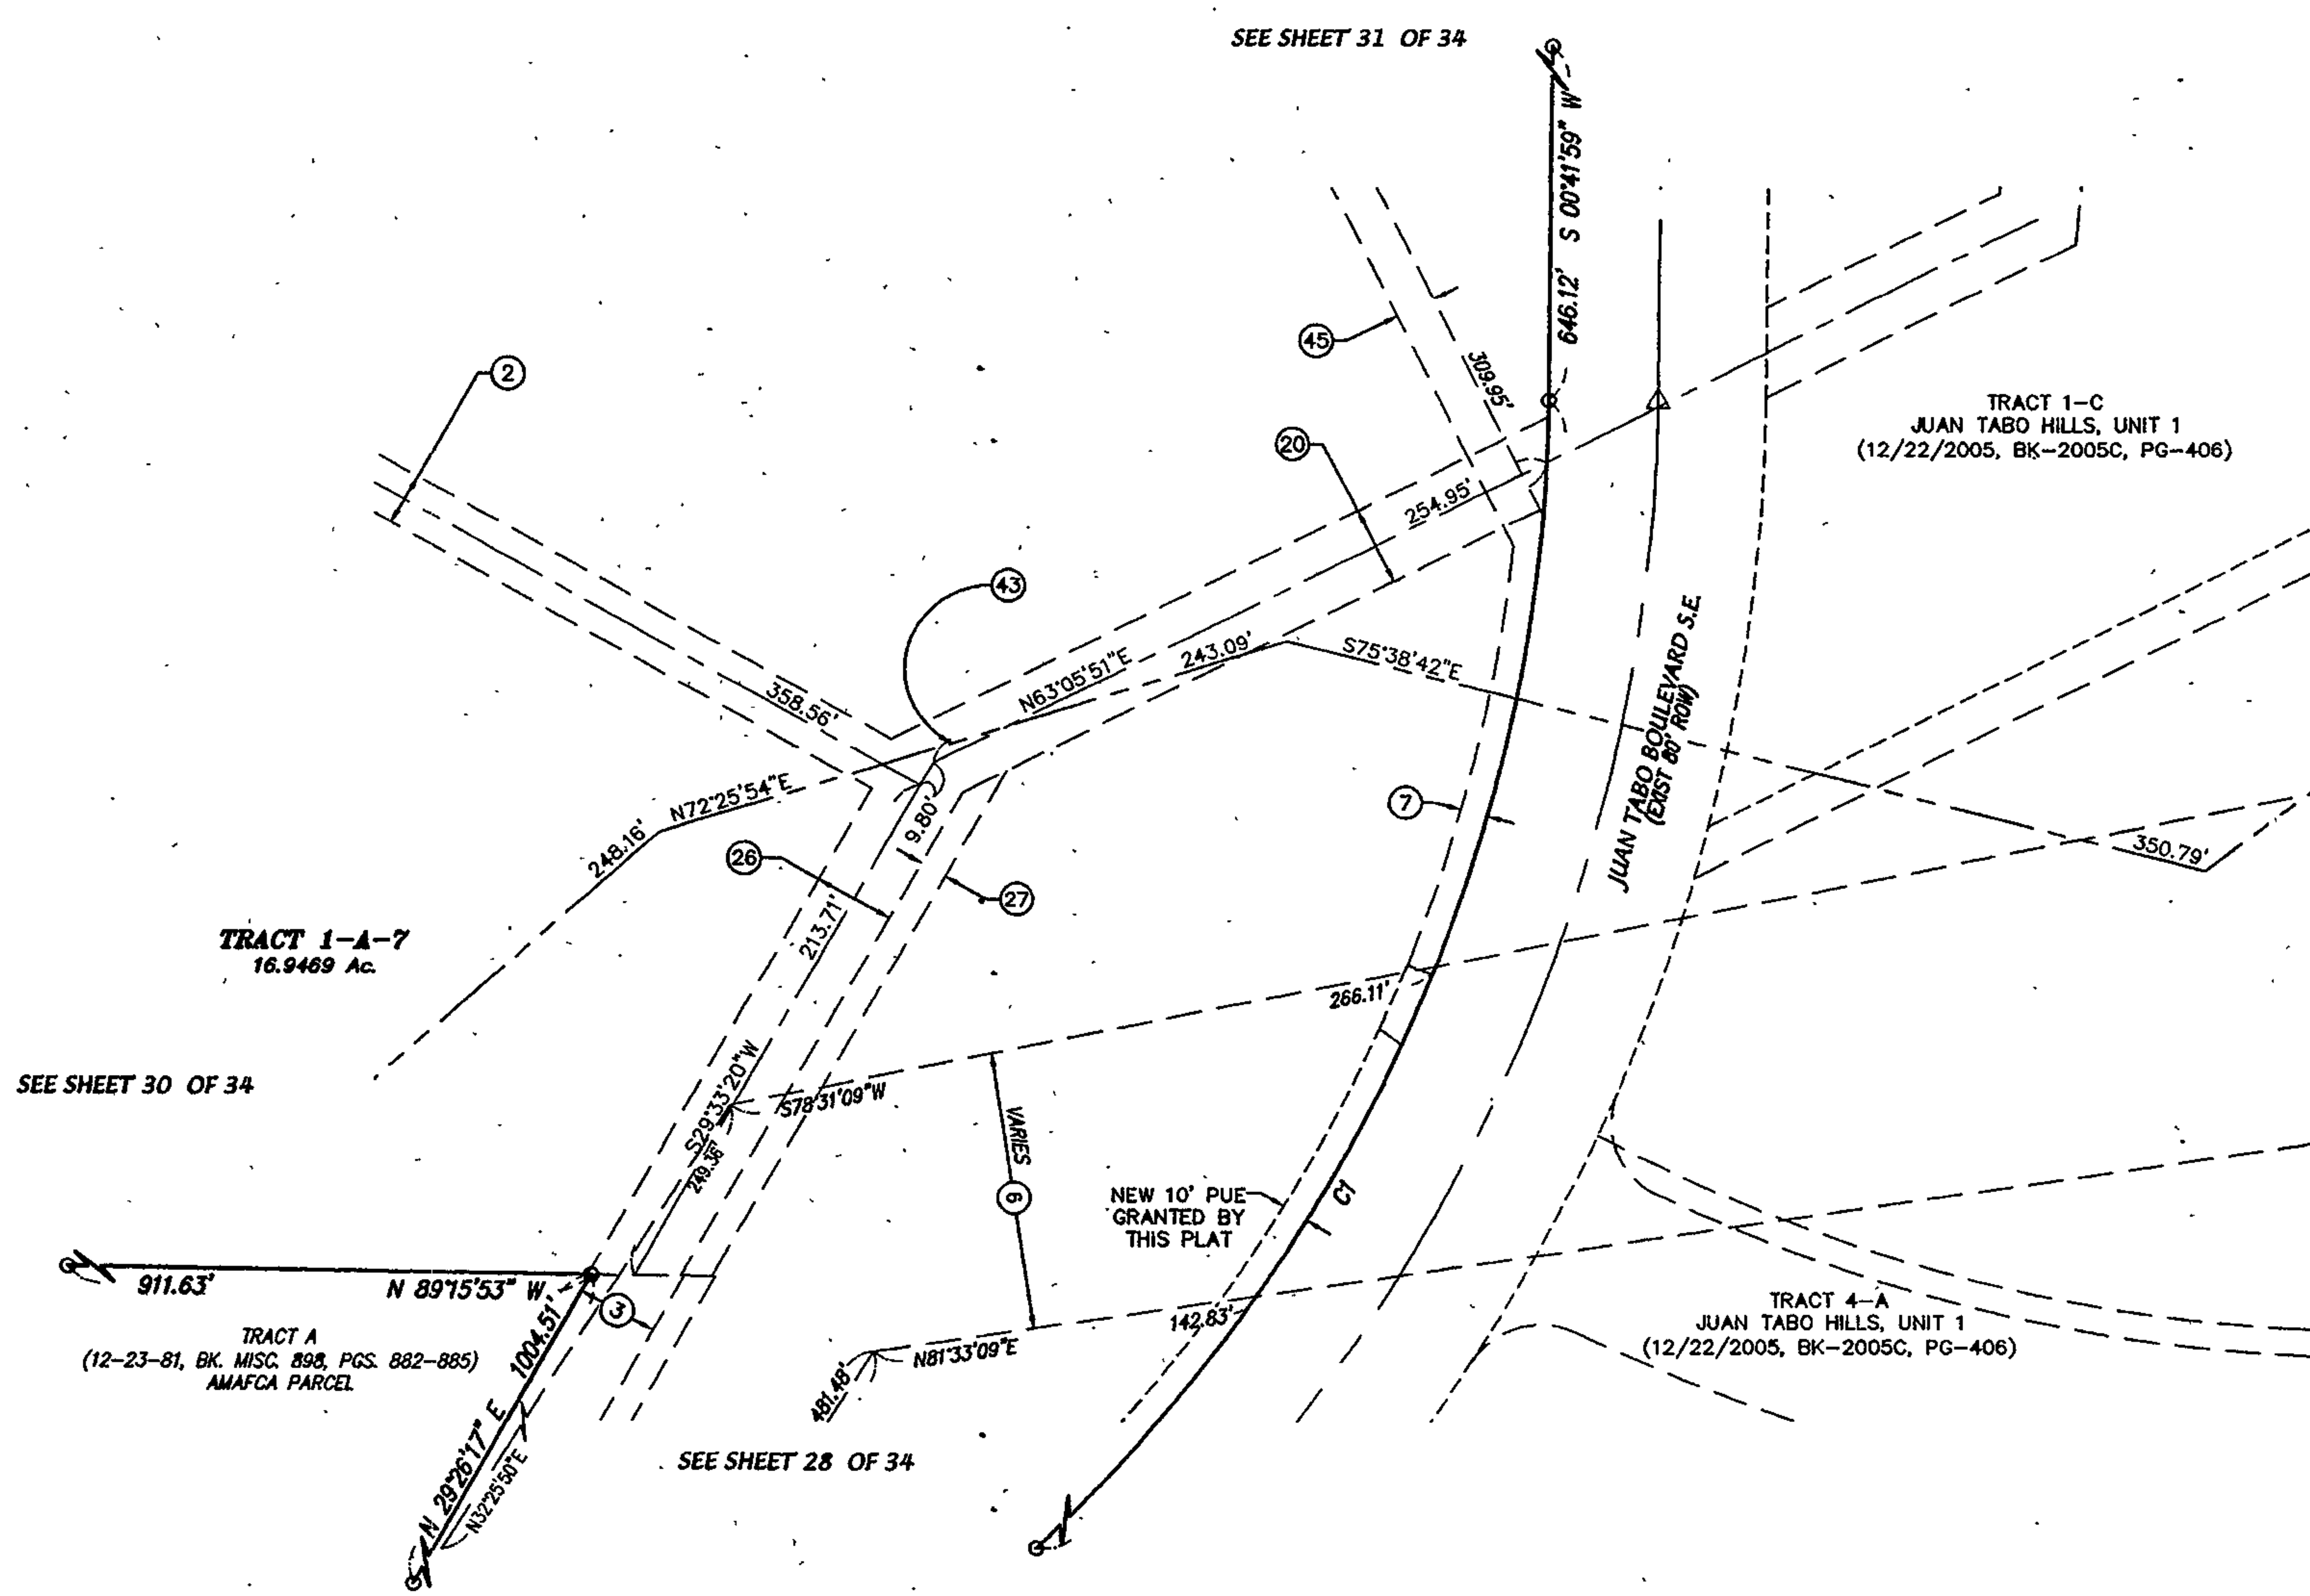 SEE SHEET 31 OF 34
646.12' S 00°41'59" W
45
309.95'
2
20
254.95'
TRACT 1-C
JUAN TABO HILLS, UNIT 1
(12/22/2005, BK-2005C, PG-406)
43
N63°05'51"E
243.09'
S75°38'42"E
358.56'
JUAN TABO BOULEVARD S.E.
(EXIST 80' ROW)
N72°25'54"E
248.16'
9.80'
7
26
27
350.79'
213.71'
TRACT 1-A-7
16.9469 Ac.
266.11'
SEE SHEET 30 OF 34
S29°33'20"W
249.36'
S78°31'09"W
VARIES
6
NEW 10' PUE
GRANTED BY
THIS PLAT
C1
911.63'
N 89°15'53" W
3
142.83'
N81°33'09"E
481.48'
TRACT A
(12-23-81, BK. MISC. 898, PGS. 882-885)
AMAFCA PARCEL
N 29°26'17" E 1004.51'
N32°25'50"E
TRACT 4-A
JUAN TABO HILLS, UNIT 1
(12/22/2005, BK-2005C, PG-406)
SEE SHEET 28 OF 34